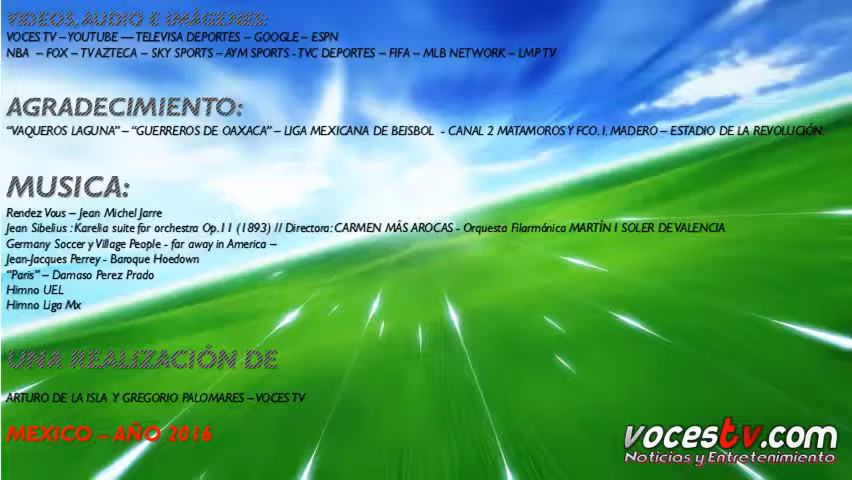 VIDEOS, AUDIO E IMÁGENES:
VOCES TV – YOUTUBE –– TELEVISA DEPORTES – GOOGLE – ESPN
NBA – FOX – TV AZTECA – SKY SPORTS – AYM SPORTS - TVC DEPORTES – FIFA – MLB NETWORK – LMP TV
AGRADECIMIENTO:
“VAQUEROS LAGUNA” – “GUERREROS DE OAXACA” – LIGA MEXICANA DE BEISBOL - CANAL 2 MATAMOROS Y FCO. I. MADERO – ESTADIO DE LA REVOLUCIÓN.
MUSICA:
Rendez Vous – Jean Michel Jarre
Jean Sibelius : Karelia suite for orchestra Op.11 (1893) // Directora: CARMEN MÁS AROCAS - Orquesta Filarmónica MARTÍN I SOLER DE VALENCIA
Germany Soccer y Village People - far away in America –
Jean-Jacques Perrey - Baroque Hoedown
“Paris” – Damaso Perez Prado
Himno UEL
Himno Liga Mx
UNA REALIZACIÓN DE
ARTURO DE LA ISLA Y GREGORIO PALOMARES – VOCES TV
MEXICO – AÑO 2016
vocestv.com
Noticias y Entretenimiento